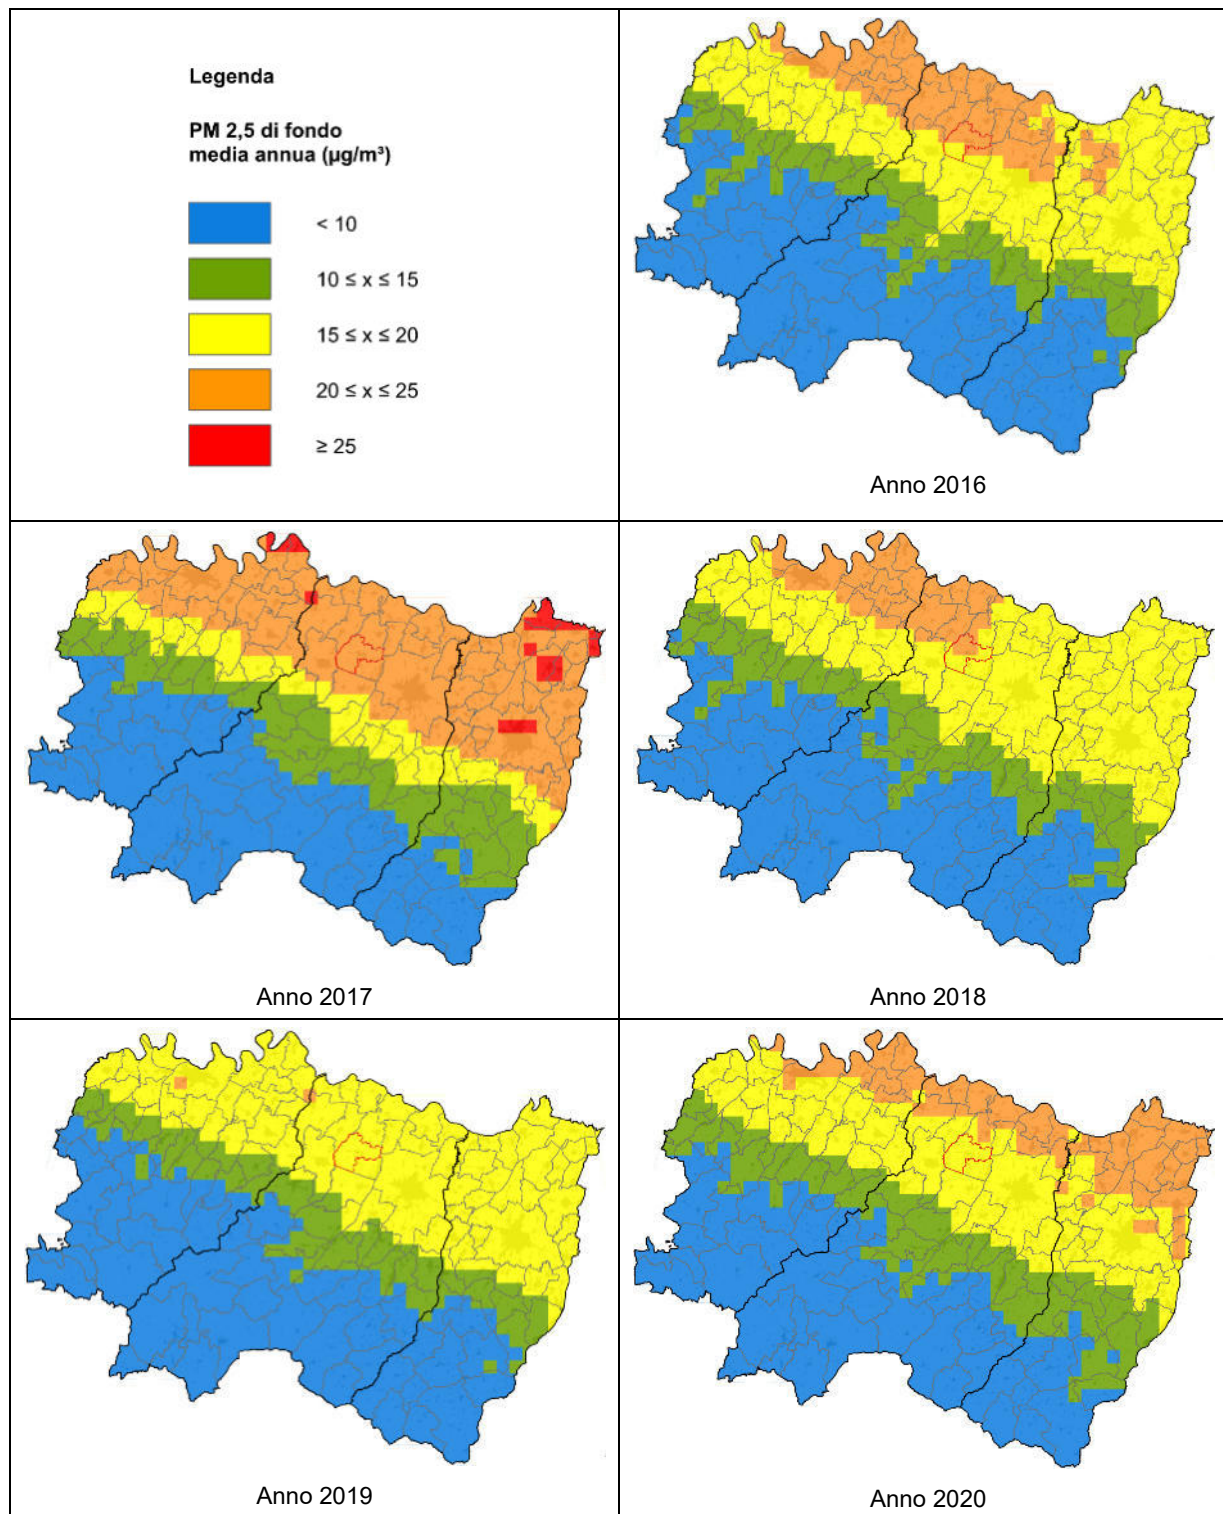 Legenda
PM 2,5 di fondo
media annua (µg/m³)
< 10
10 ≤ x ≤ 15
15 ≤ x ≤ 20
20 ≤ x ≤ 25
≥ 25
Anno 2016
Anno 2017
Anno 2018
Anno 2019
Anno 2020